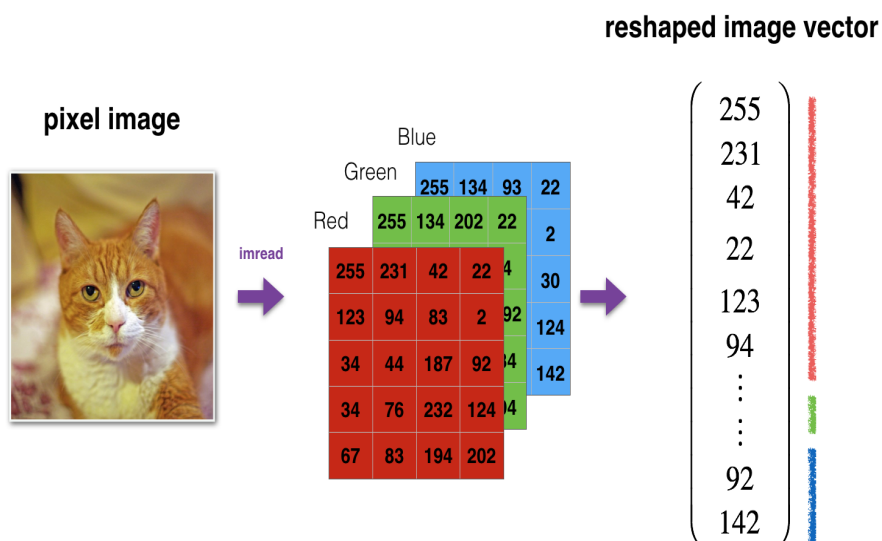 reshaped image vector
pixel image
imread
Blue
Green
Red
255 134 93 22
2
30
124
142
255 134 202 22
255 231 42 22
123 94 83 2
34 44 187 92
34 76 232 124
67 83 194 202
255
231
42
22
123
94
⋮
⋮
92
142